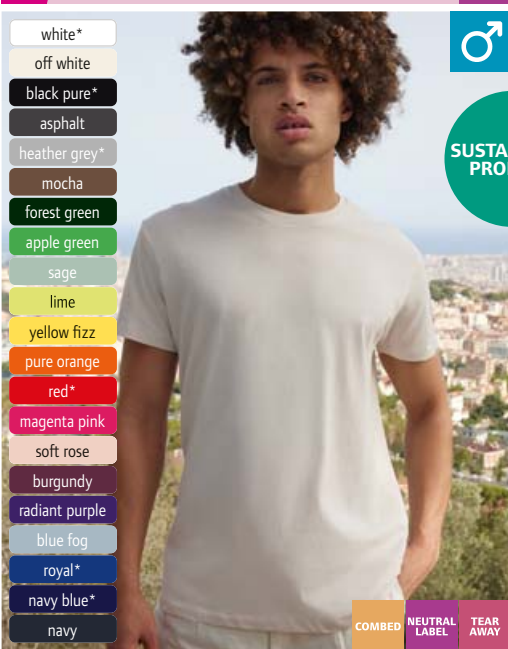 white*
off white
black pure*
asphalt
heather grey*
mocha
forest green
apple green
sage
lime
yellow fizz
pure orange
red*
magenta pink
soft rose
burgundy
radiant purple
blue fog
royal*
navy blue*
navy
SUSTA
PRO
COMBED
NEUTRAL
LABEL
TEAR
AWAY